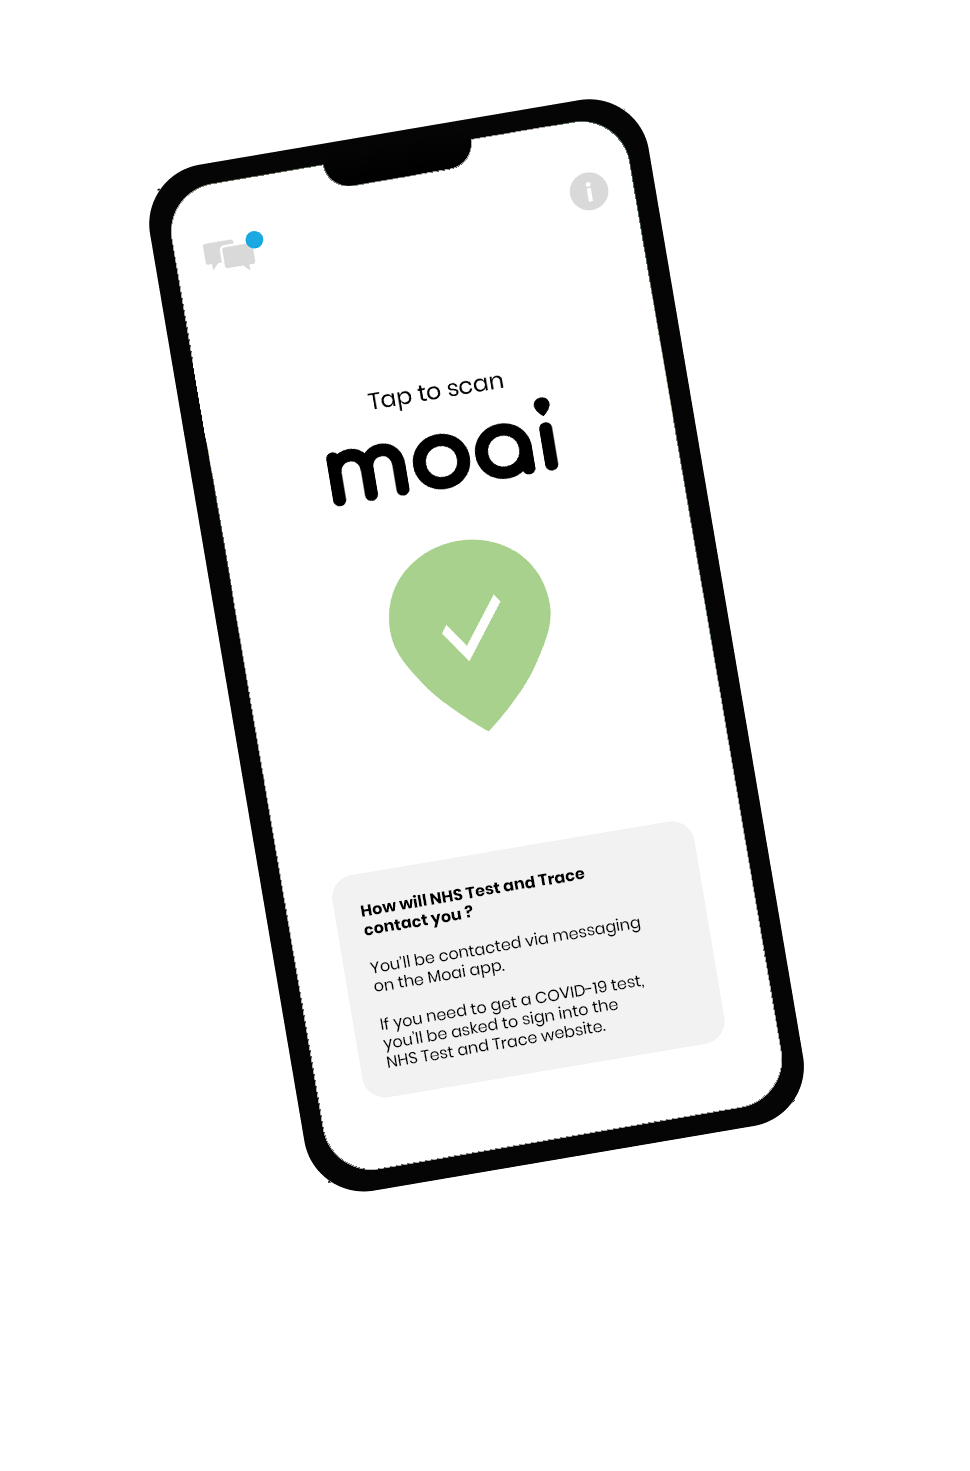 i
Tap to scan
moai
How will NHS Test and Trace
contact you ?
You'll be contacted via messaging
on the Moai app.
If you need to get a COVID-19 test,
you'll be asked to sign into the
NHS Test and Trace website.